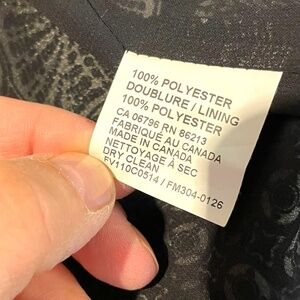 100% POLYESTER
DOUBLURE / LINING
100% POLYESTER
CA 06796 RN 86213
FABRIQUÉ AU CANADA
MADE IN CANADA
NETTOYAGE À SEC
DRY CLEAN
FV110C0514 / FM304-0126